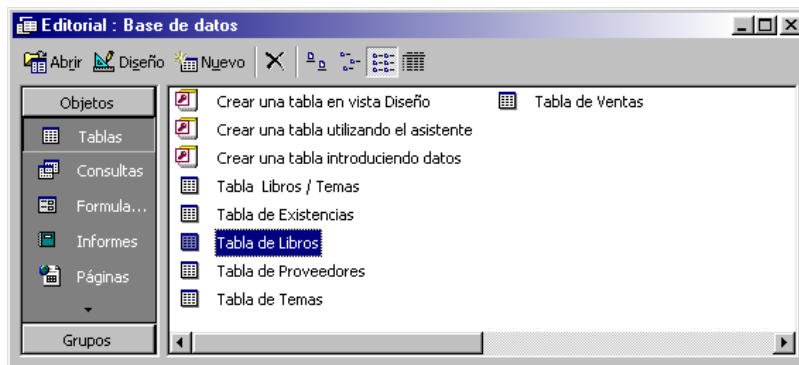 Editorial : Base de datos
Abrir Diseño Nuevo
Objetos
Tablas
Consultas
Formula...
Informes
Páginas
Grupos
Crear una tabla en vista Diseño
Crear una tabla utilizando el asistente
Crear una tabla introduciendo datos
Tabla Libros / Temas
Tabla de Existencias
Tabla de Libros
Tabla de Proveedores
Tabla de Temas
Tabla de Ventas